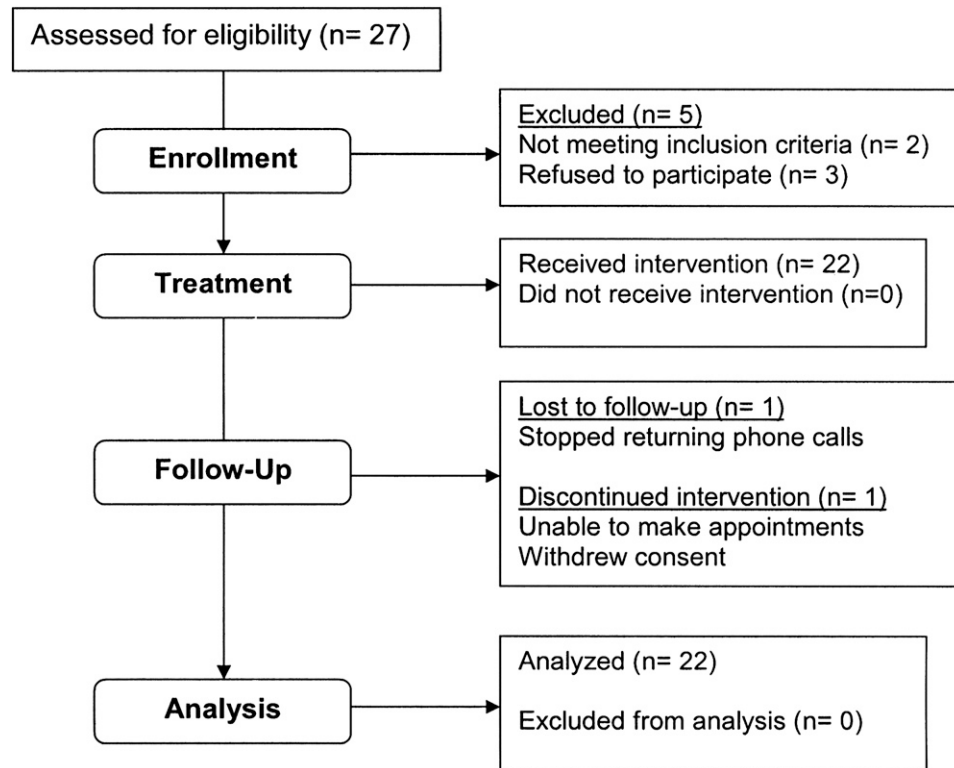 Assessed for eligibility (n= 27)
Enrollment
Excluded (n= 5)
Not meeting inclusion criteria (n= 2)
Refused to participate (n= 3)
Treatment
Received intervention (n= 22)
Did not receive intervention (n=0)
Follow-Up
Lost to follow-up (n= 1)
Stopped returning phone calls
Discontinued intervention (n= 1)
Unable to make appointments
Withdrew consent
Analysis
Analyzed (n= 22)
Excluded from analysis (n= 0)